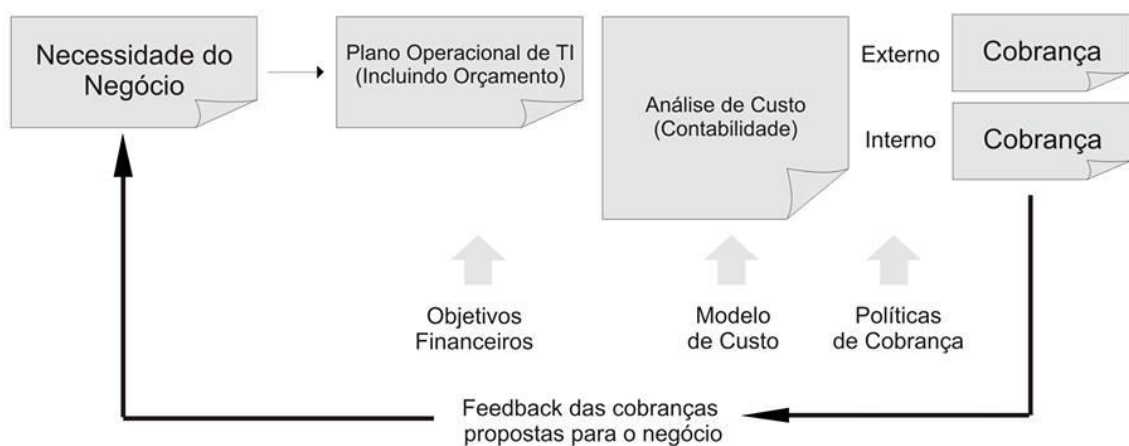 Necessidade do
Negócio
Plano Operacional de TI
(Incluindo Orçamento)
Análise de Custo
(Contabilidade)
Externo
Cobrança
Interno
Cobrança
Objetivos
Financeiros
Modelo
de Custo
Políticas
de Cobrança
Feedback das cobranças
propostas para o negócio